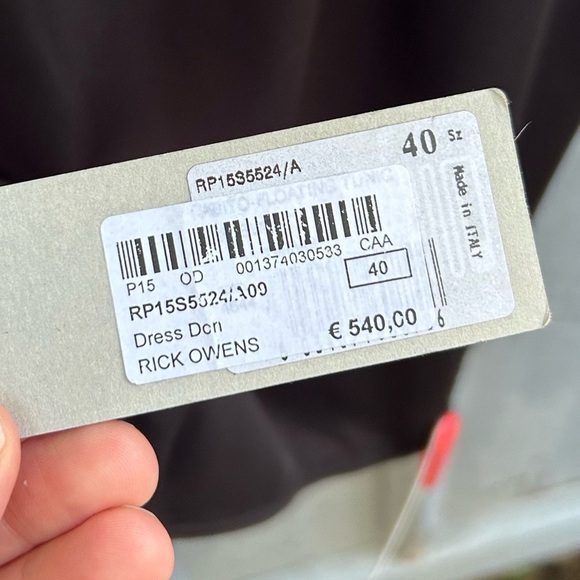 40 Sz
RP15S5524/A
Made in ITALY
P15 OD 001374030533 CAA
RP15S5524/A09
40
Dress Dcn
€ 540,00
RICK OWENS
6